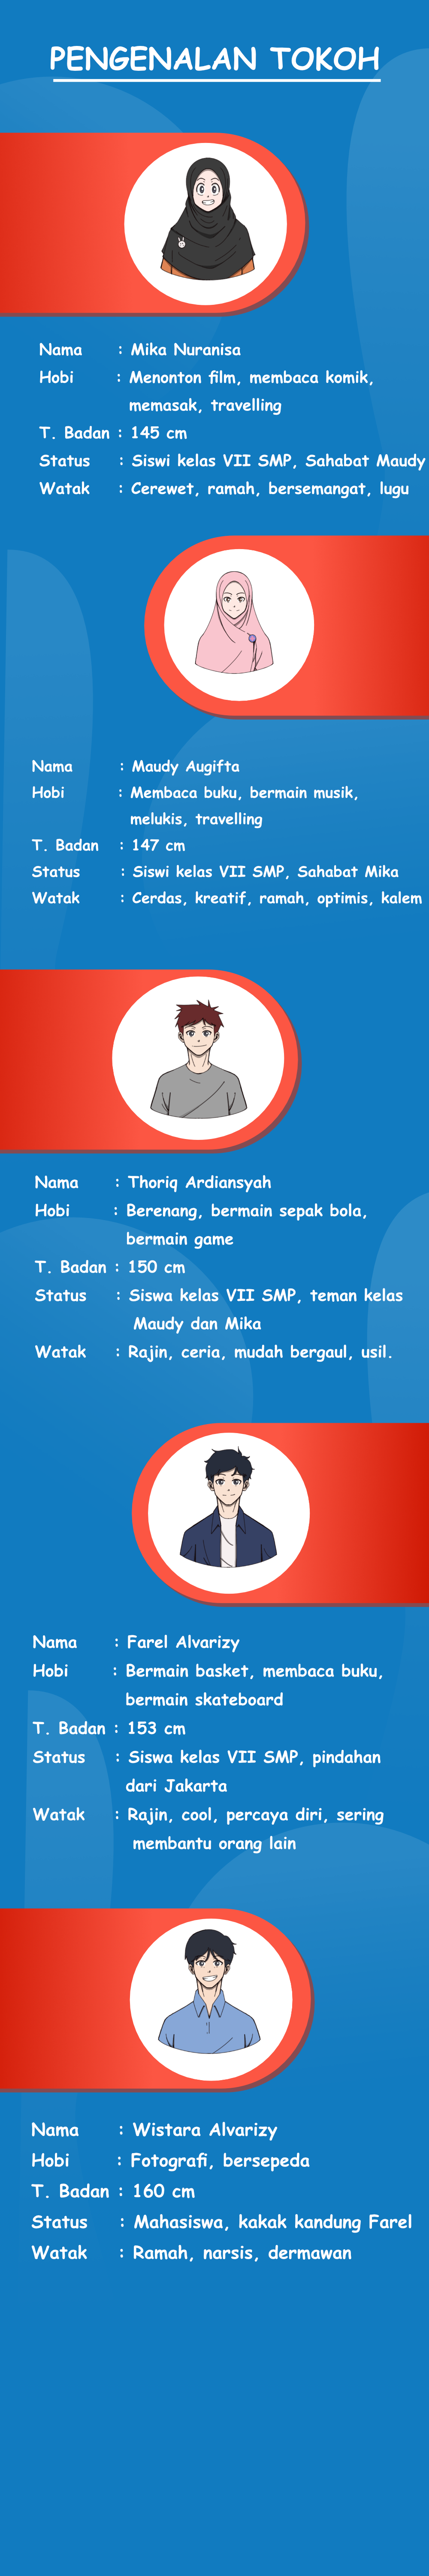 PENGENALAN TOKOH
Nama : Mika Nuranisa
Hobi : Menonton film, membaca komik,
memasak, travelling
T. Badan : 145 cm
Status : Siswi kelas VII SMP, Sahabat Maudy
Watak : Cerewet, ramah, bersemangat, lugu
Nama : Maudy Augifta
Hobi : Membaca buku, bermain musik,
melukis, travelling
T. Badan : 147 cm
Status : Siswi kelas VII SMP, Sahabat Mika
Watak : Cerdas, kreatif, ramah, optimis, kalem
Nama : Thoriq Ardiansyah
Hobi : Berenang, bermain sepak bola,
bermain game
T. Badan : 150 cm
Status : Siswa kelas VII SMP, teman kelas
Maudy dan Mika
Watak : Rajin, ceria, mudah bergaul, usil.
Nama : Farel Alvarizy
Hobi : Bermain basket, membaca buku,
bermain skateboard
T. Badan : 153 cm
Status : Siswa kelas VII SMP, pindahan
dari Jakarta
Watak : Rajin, cool, percaya diri, sering
membantu orang lain
Nama : Wistara Alvarizy
Hobi : Fotografi, bersepeda
T. Badan : 160 cm
Status : Mahasiswa, kakak kandung Farel
Watak : Ramah, narsis, dermawan